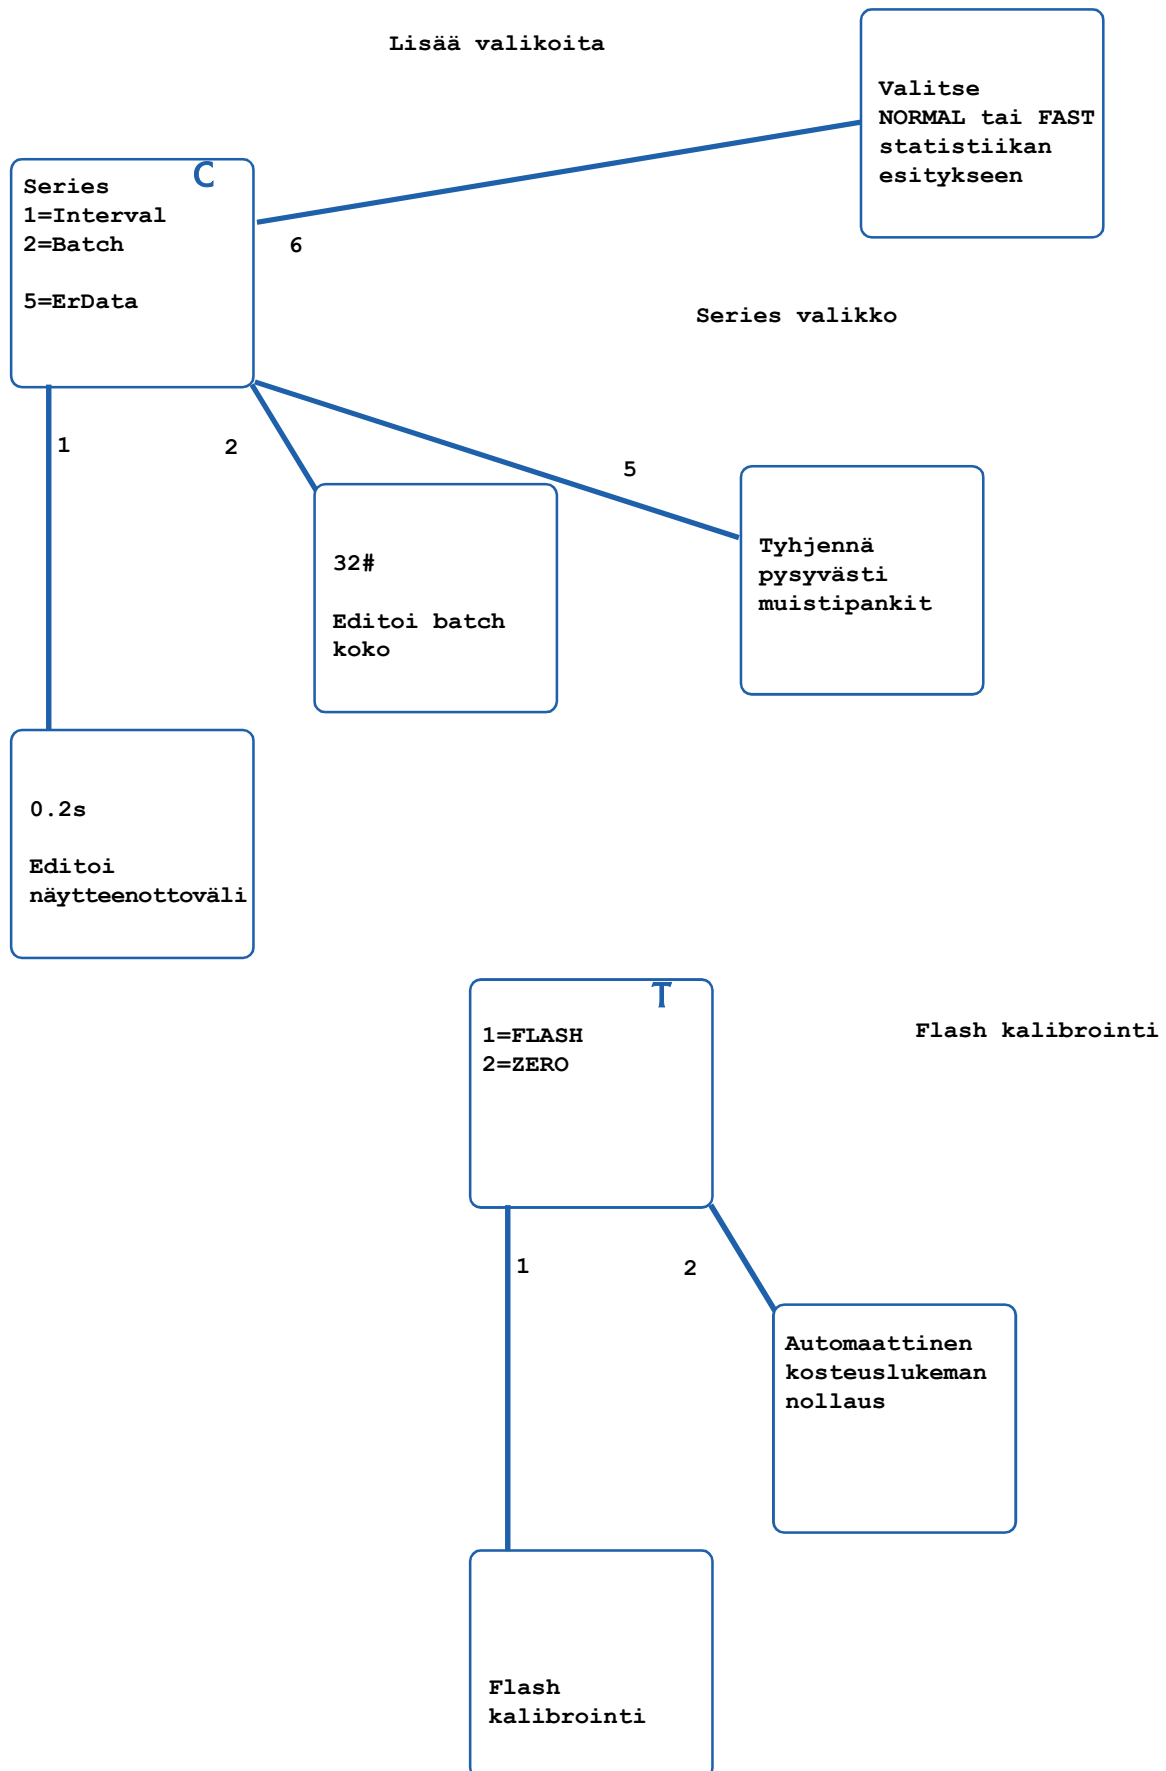 Lisää valikoita
Valitse
NORMAL tai FAST
statistiikan
esitykseen
C
Series
1=Interval
2=Batch
5=ErData
6
Series valikko
1
2
5
32#
Editoi batch
koko
Tyhjennä
pysyvästi
muistipankit
0.2s
Editoi
näytteenottoväli
T
1=FLASH
2=ZERO
Flash kalibrointi
1
2
Automaattinen
kosteuslukeman
nollaus
Flash
kalibrointi